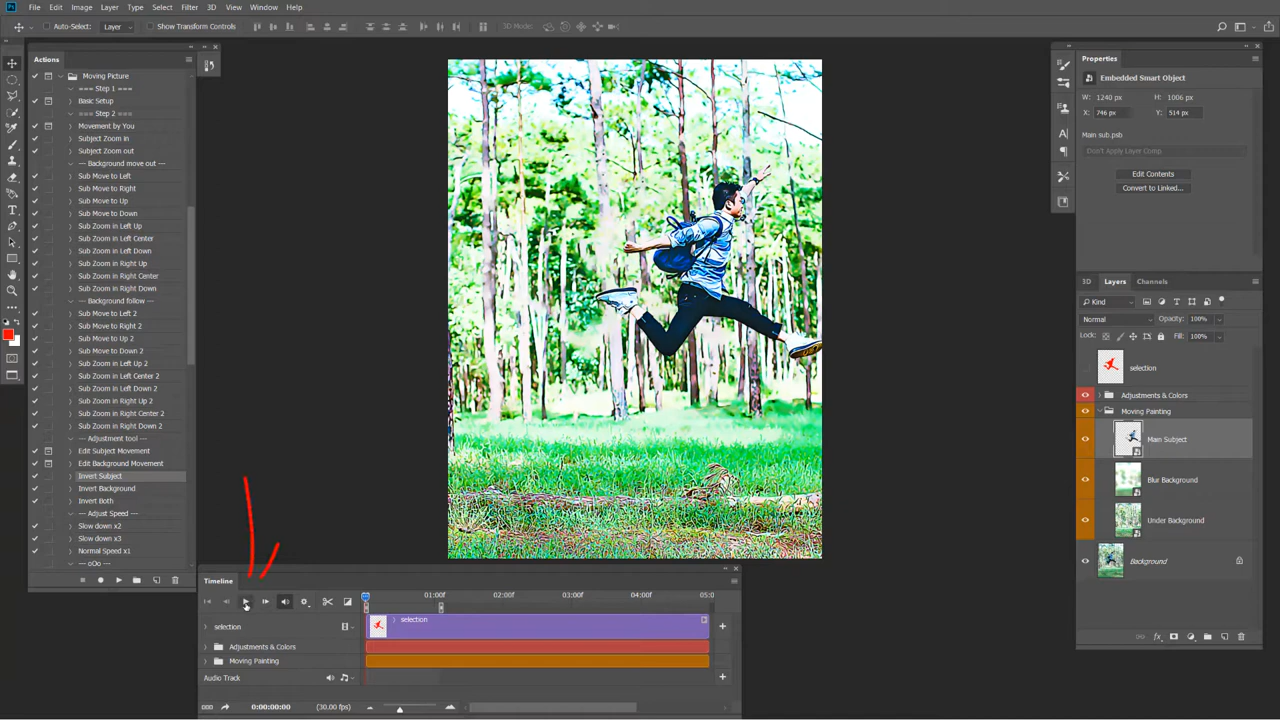 File Edit Image Layer Type Select Filter 3D View Window Help
Auto-Select: Layer Show Transform Controls 3D Mode:
Actions
Moving Picture
=== Step 1 ===
Basic Setup
=== Step 2 ===
Movement by You
Subject Zoom in
Subject Zoom out
--- Background move out ---
Sub Move to Left
Sub Move to Right
Sub Move to Up
Sub Move to Down
Sub Zoom in Left Up
Sub Zoom in Left Center
Sub Zoom in Left Down
Sub Zoom in Right Up
Sub Zoom in Right Center
Sub Zoom in Right Down
--- Background follow ---
Sub Move to Left 2
Sub Move to Right 2
Sub Move to Up 2
Sub Move to Down 2
Sub Zoom in Left Up 2
Sub Zoom in Left Center 2
Sub Zoom in Left Down 2
Sub Zoom in Right Up 2
Sub Zoom in Right Center 2
Sub Zoom in Right Down 2
--- Adjustment tool ---
Edit Subject Movement
Edit Background Movement
Invert Subject
Invert Background
Invert Both
--- Adjust Speed ---
Slow down x2
Slow down x3
Normal Speed x1
--- oOo ---
Properties
Embedded Smart Object
W: 1240 px H: 1006 px
X: 746 px Y: 514 px
Main sub.psb
Don't Apply Layer Comp
Edit Contents
Convert to Linked...
3D Layers Channels
Kind
Normal Opacity: 100%
Lock: Fill: 100%
selection
Adjustments & Colors
Moving Painting
Main Subject
Blur Background
Under Background
Background
Timeline
01:00f 02:00f 03:00f 04:00f 05:0
selection selection
Adjustments & Colors
Moving Painting
Audio Track
0:00:00:00 (30.00 fps)